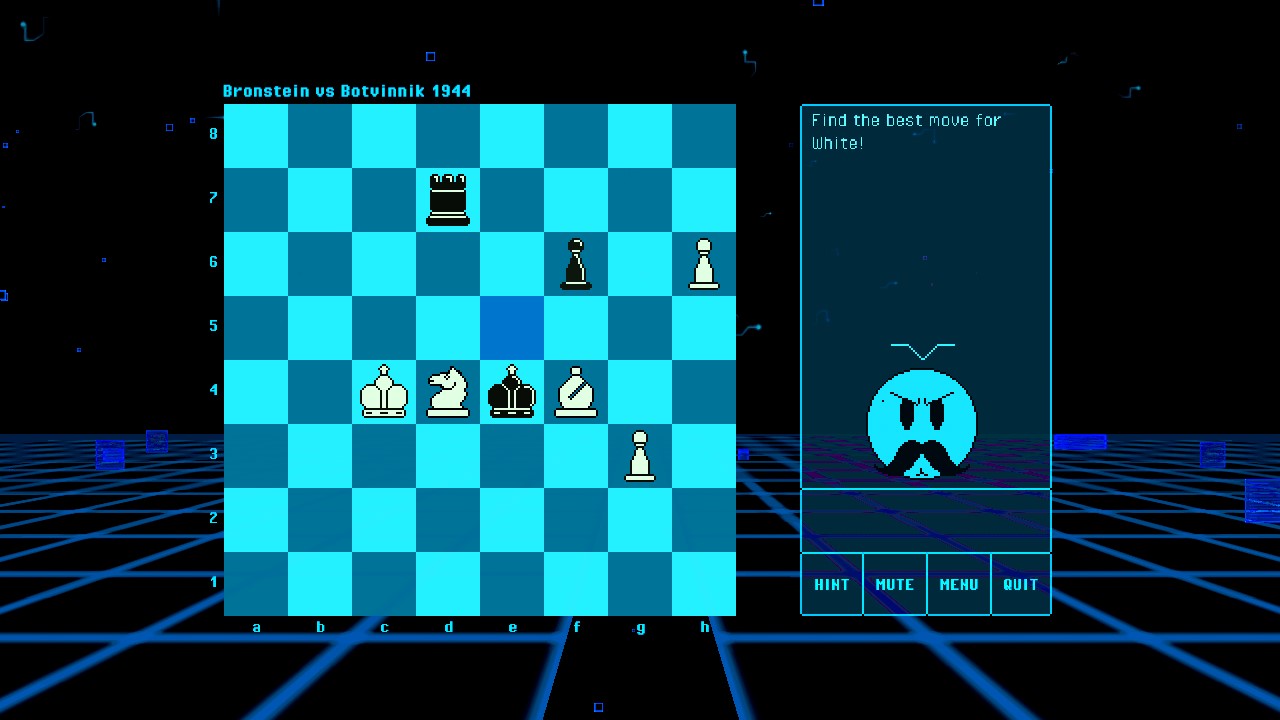 Bronstein vs Botvinnik 1944
Find the best move for
White!
8
7
6
5
4
3
2
1
a b c d e f g h
HINT MUTE MENU QUIT